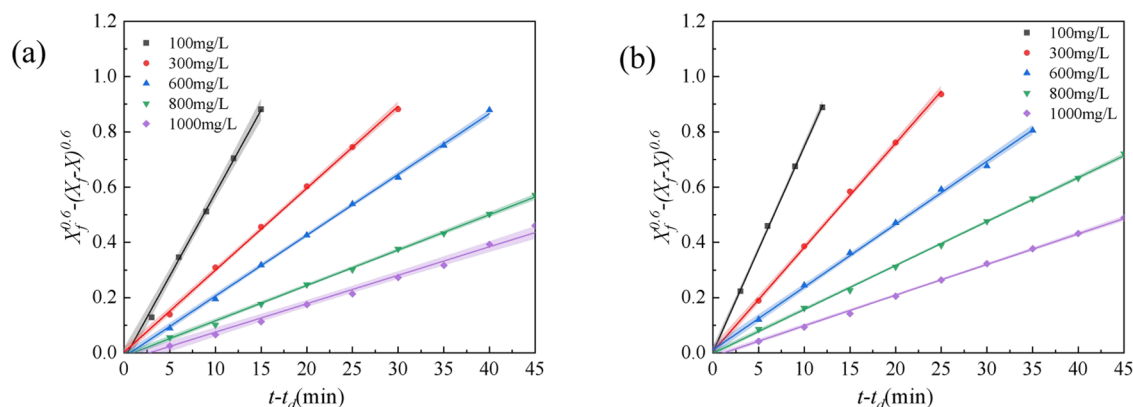 (a)
100mg/L
300mg/L
600mg/L
800mg/L
1000mg/L
X_f^0.6-(X_f-X)^0.6
1.2
1.0
0.8
0.6
0.4
0.2
0.0
0 5 10 15 20 25 30 35 40 45
t-t_d(min)
(b)
100mg/L
300mg/L
600mg/L
800mg/L
1000mg/L
X_f^0.6-(X_f-X)^0.6
1.2
1.0
0.8
0.6
0.4
0.2
0.0
0 5 10 15 20 25 30 35 40 45
t-t_d(min)